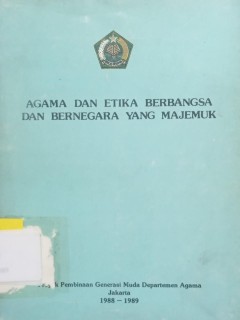 AGAMA DAN ETIKA BERBANGSA
DAN BERNEGARA YANG MAJEMUK
Pembinaan Generasi Muda Departemen Agama
Jakarta
1988 - 1989